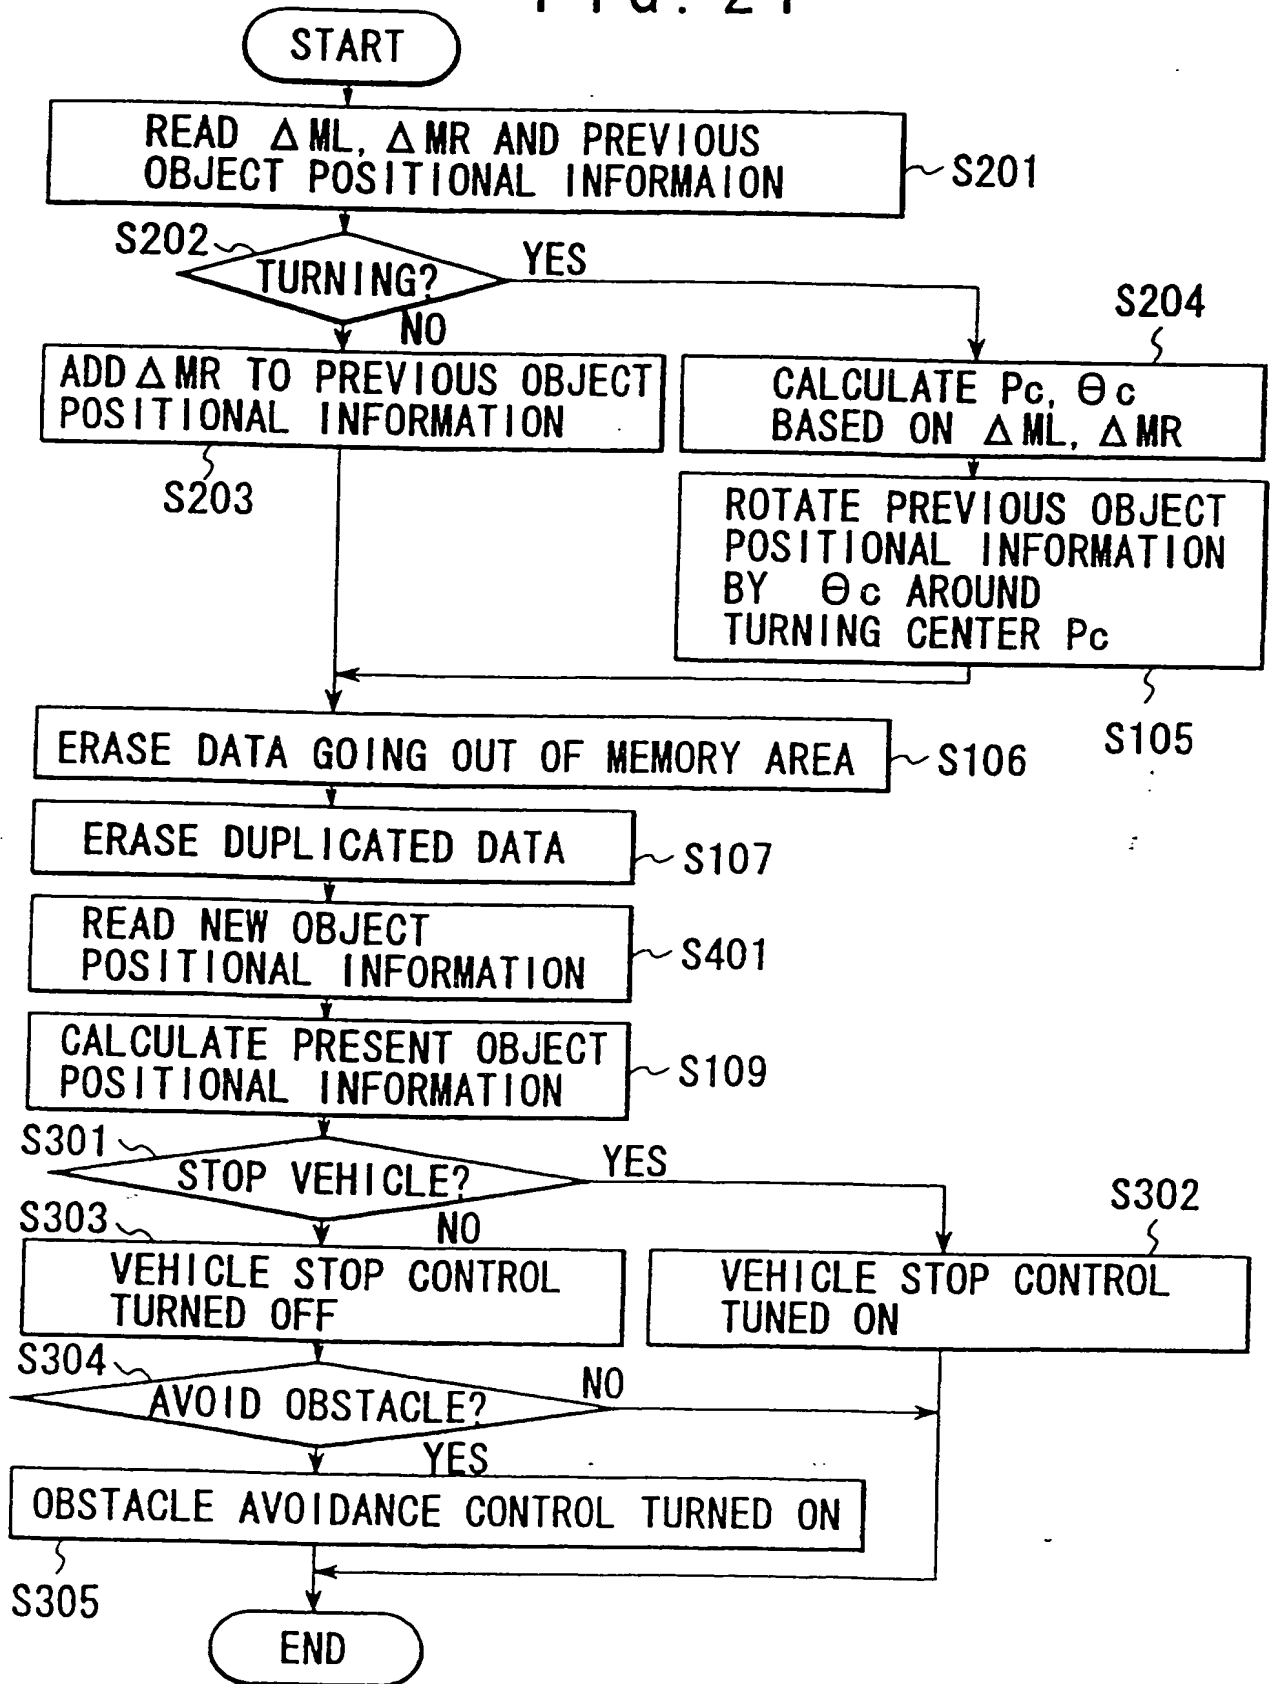 START
READ ΔML, ΔMR AND PREVIOUS
OBJECT POSITIONAL INFORMAION
S201
S202
TURNING?
YES
NO
S204
ADD ΔMR TO PREVIOUS OBJECT
POSITIONAL INFORMATION
S203
CALCULATE Pc, Θc
BASED ON ΔML, ΔMR
ROTATE PREVIOUS OBJECT
POSITIONAL INFORMATION
BY Θc AROUND
TURNING CENTER Pc
S105
ERASE DATA GOING OUT OF MEMORY AREA
S106
ERASE DUPLICATED DATA
S107
READ NEW OBJECT
POSITIONAL INFORMATION
S401
CALCULATE PRESENT OBJECT
POSITIONAL INFORMATION
S109
S301
STOP VEHICLE?
YES
NO
S303
VEHICLE STOP CONTROL
TURNED OFF
S302
VEHICLE STOP CONTROL
TUNED ON
S304
AVOID OBSTACLE?
NO
YES
OBSTACLE AVOIDANCE CONTROL TURNED ON
S305
END